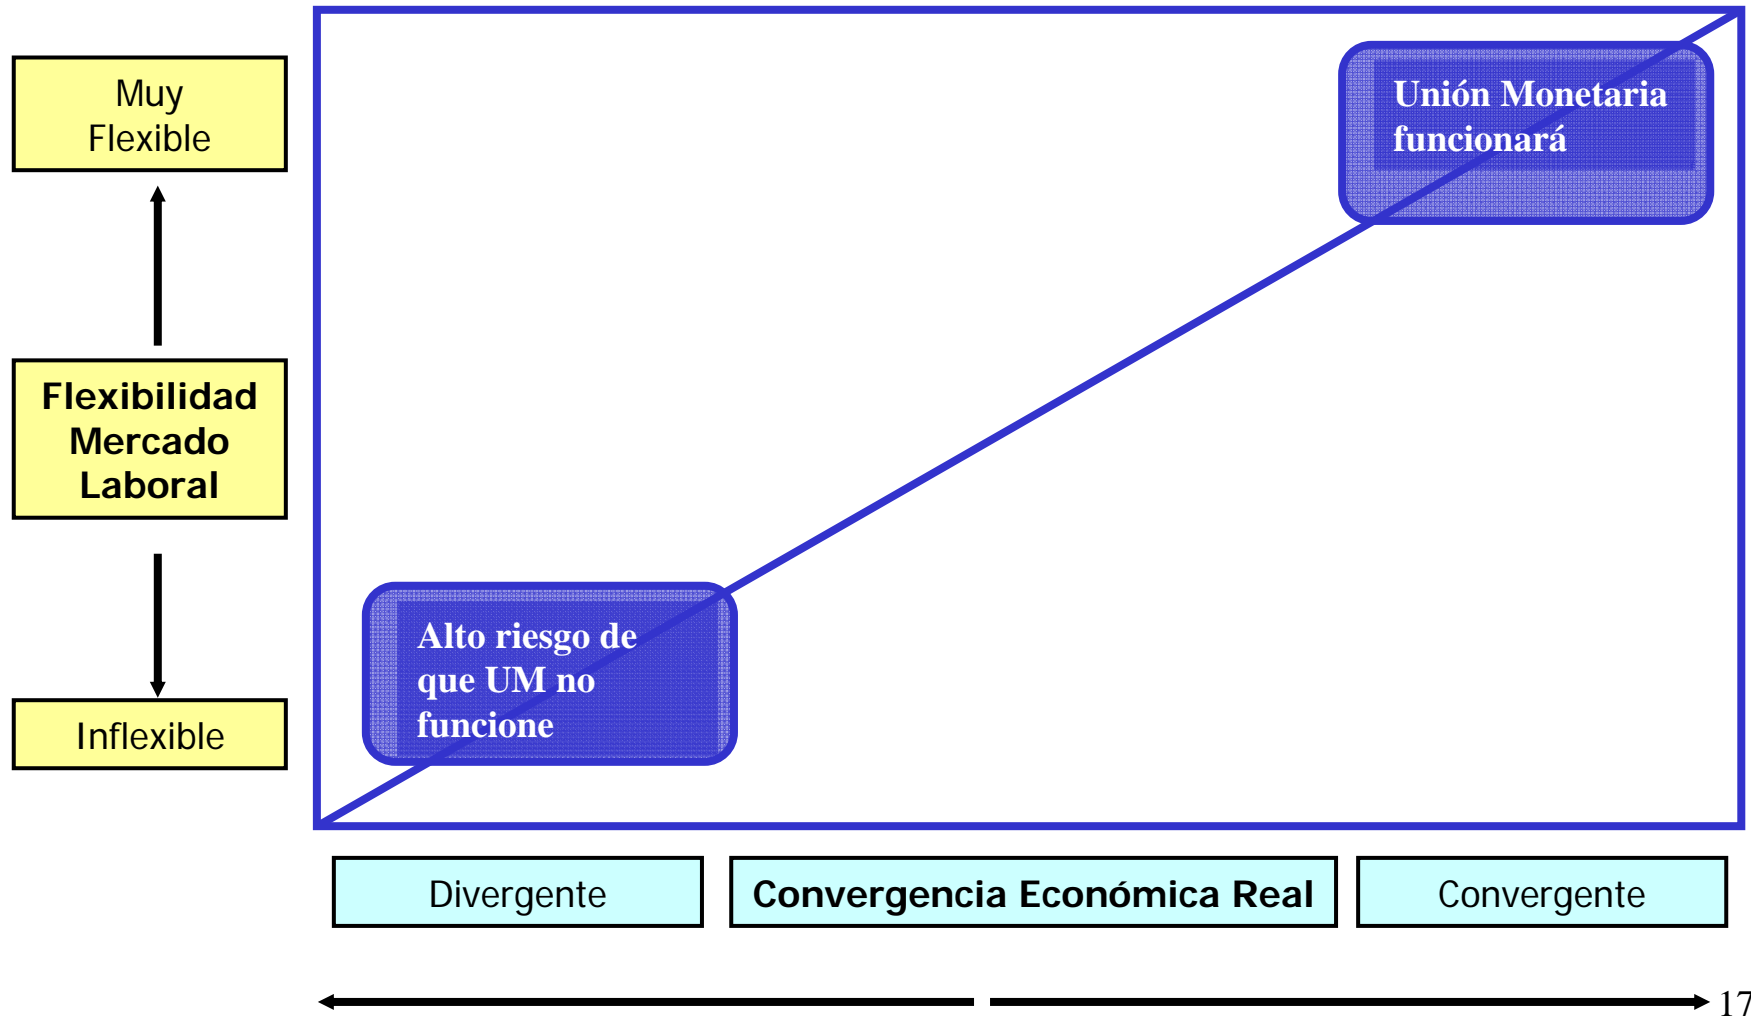 Muy
Flexible
Unión Monetaria
funcionará
Flexibilidad
Mercado
Laboral
Alto riesgo de
que UM no
funcione
Inflexible
Divergente
Convergencia Económica Real
Convergente
17